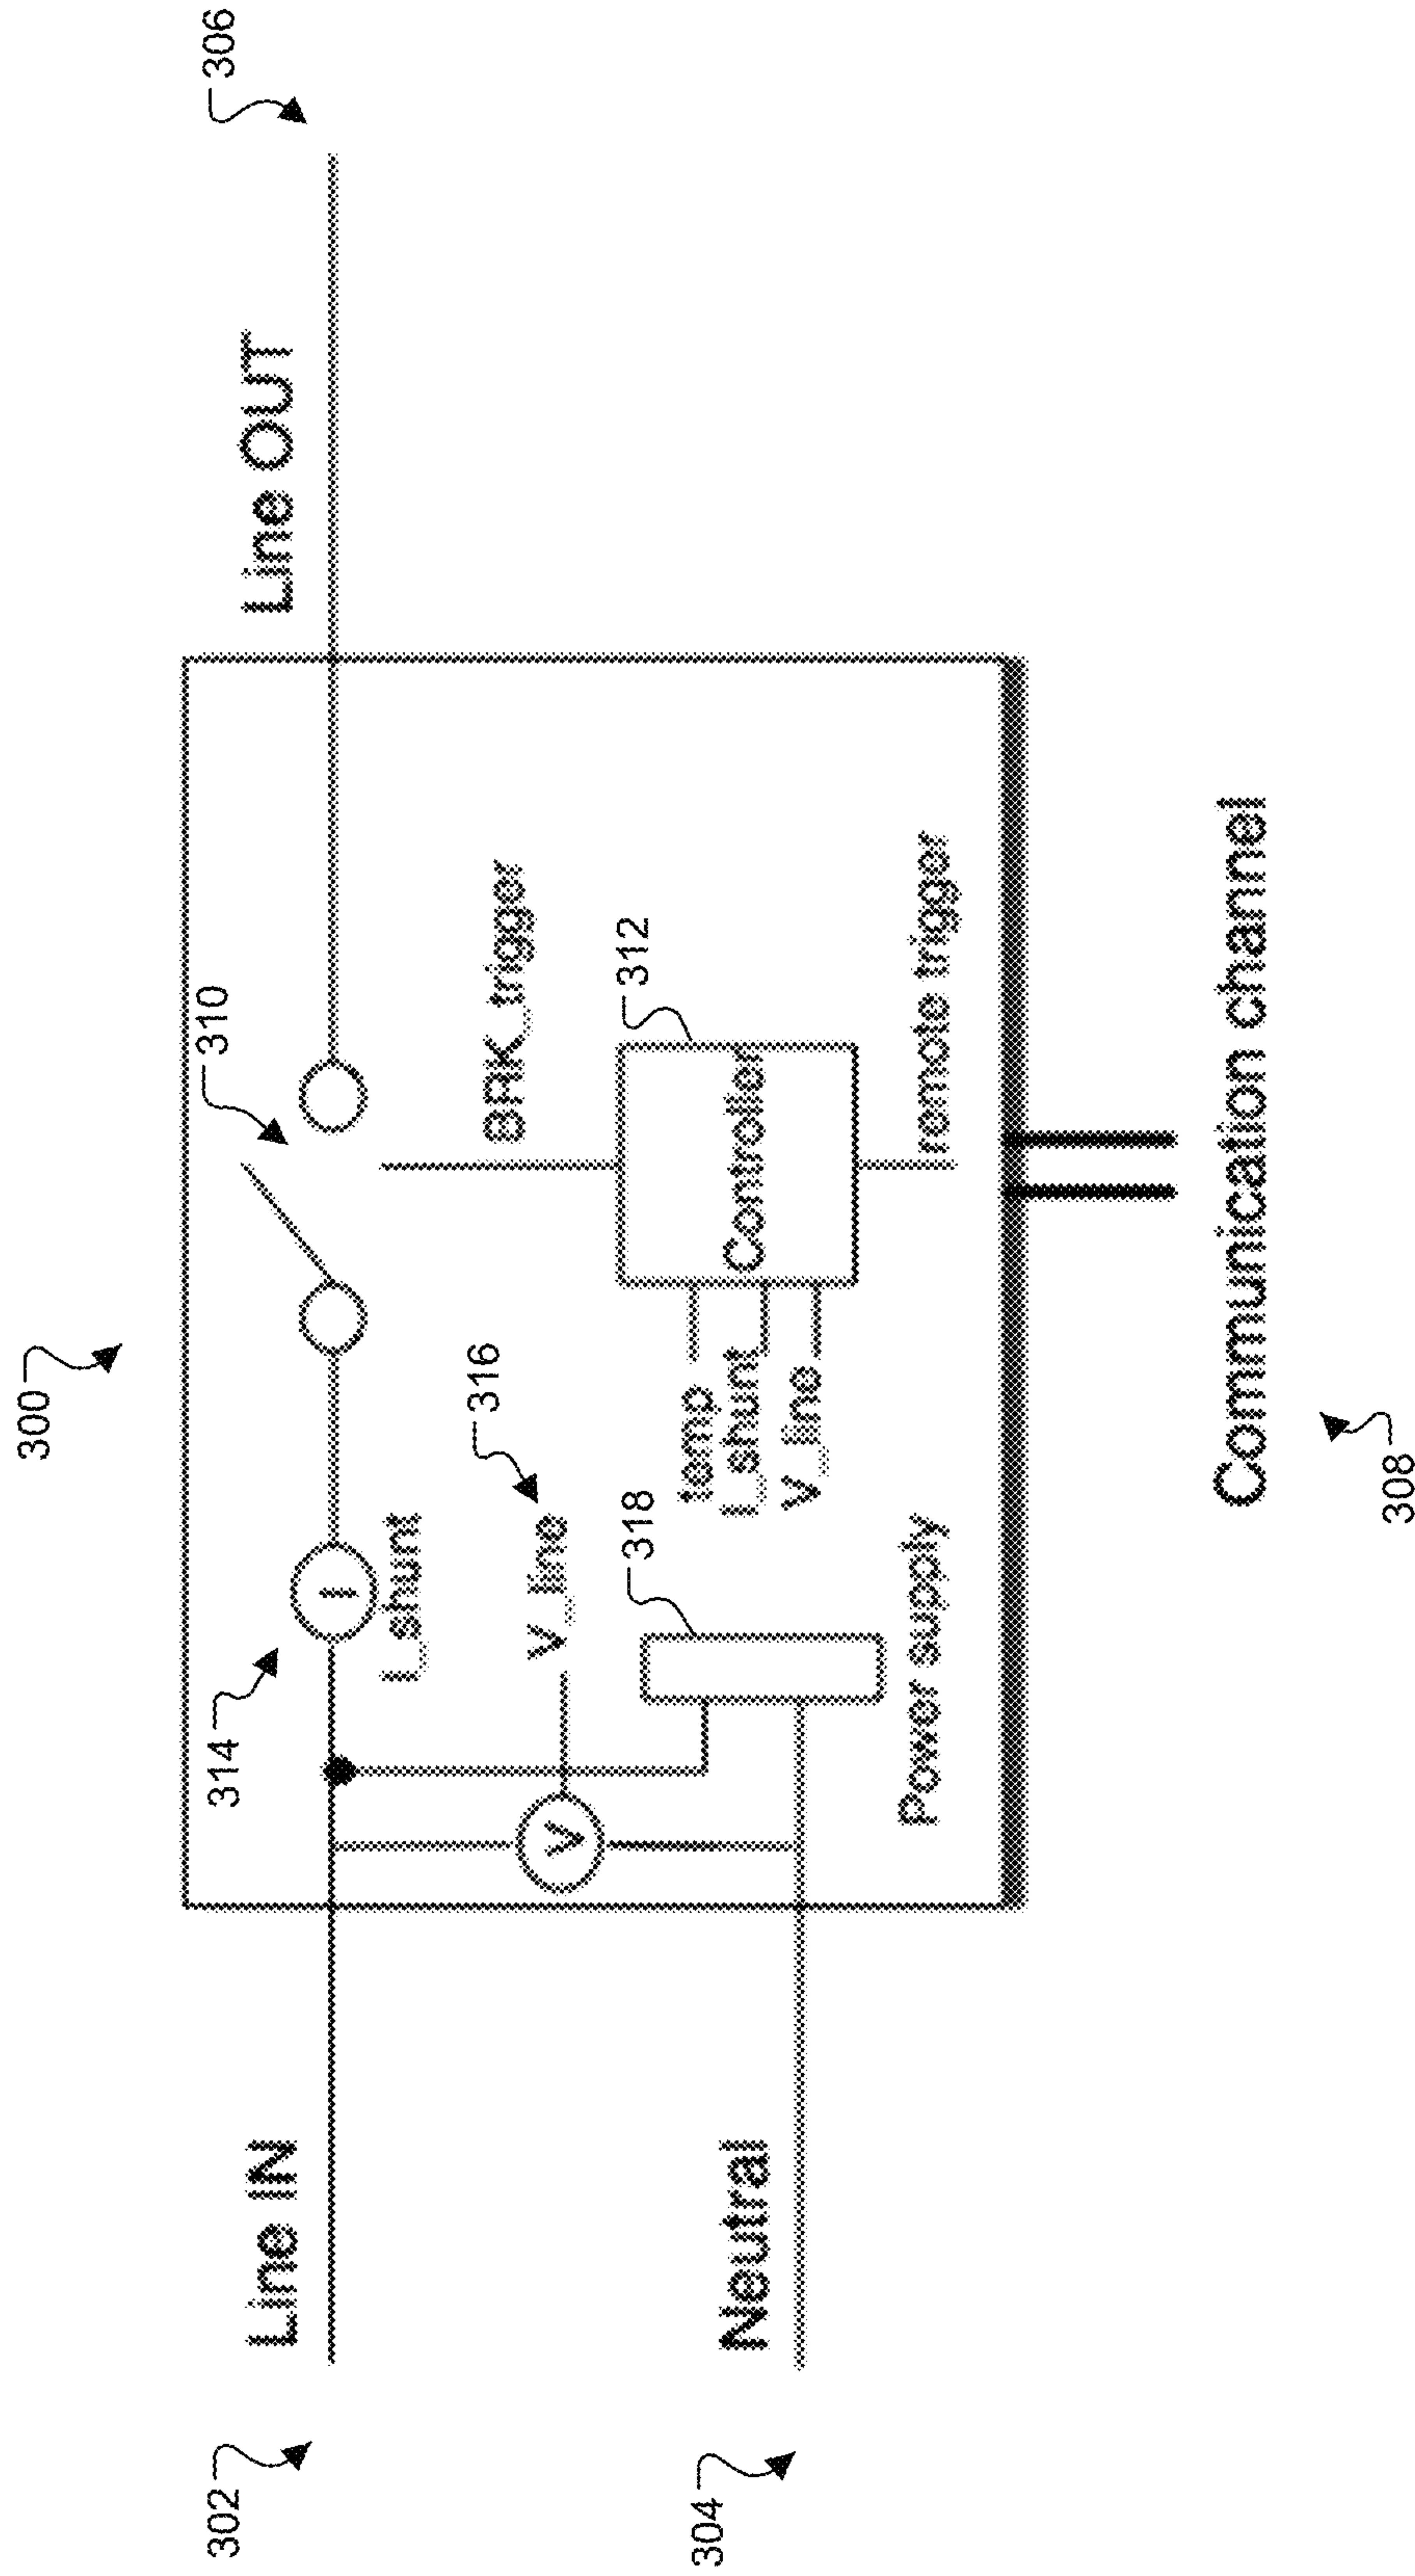 300
306
Line OUT
310
314
302
Line IN
I
I_shunt
BRK_trigger
316
V_line
V
312
318
Controller
temp
I_shunt
V_line
304
Neutral
Power supply
remote trigger
Communication channel
308